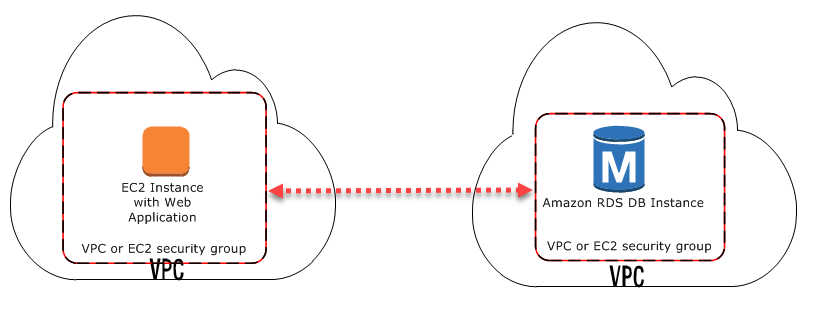 EC2 Instance
with Web
Application
VPC or EC2 security group
VPC
M
Amazon RDS DB Instance
VPC or EC2 security group
VPC